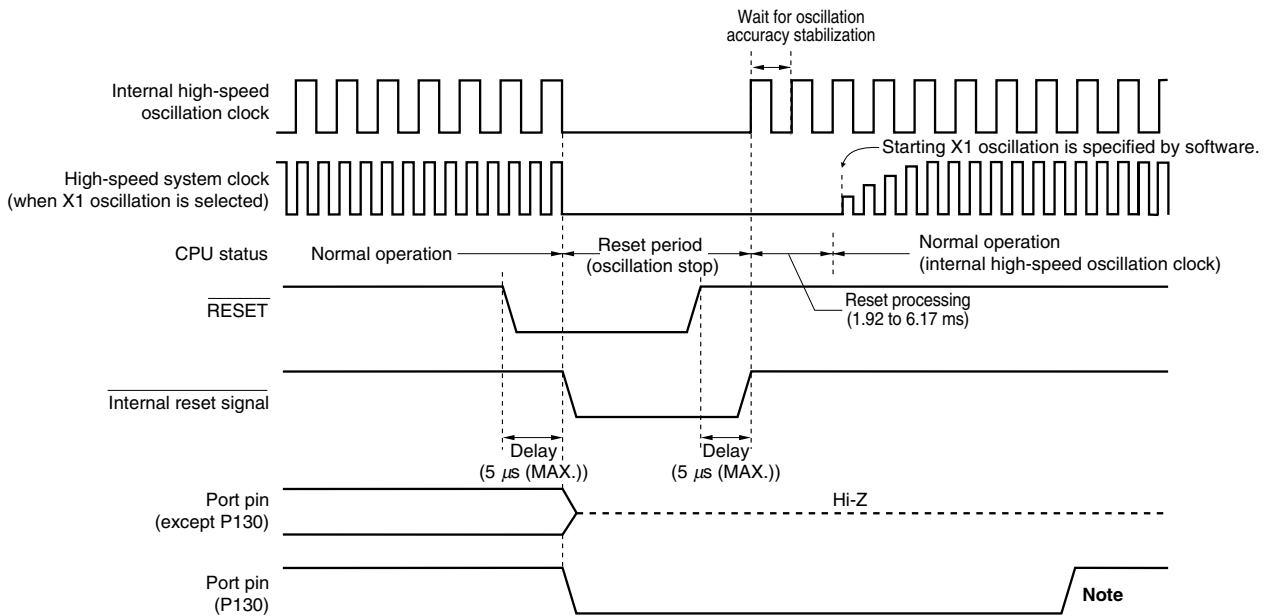 Wait for oscillation
accuracy stabilization
Internal high-speed
oscillation clock
Starting X1 oscillation is specified by software.
High-speed system clock
(when X1 oscillation is selected)
CPU status
Normal operation
Reset period
(oscillation stop)
Normal operation
(internal high-speed oscillation clock)
Reset processing
(1.92 to 6.17 ms)
RESET
Internal reset signal
Delay
(5 μs (MAX.))
Delay
(5 μs (MAX.))
Port pin
(except P130)
Hi-Z
Port pin
(P130)
Note